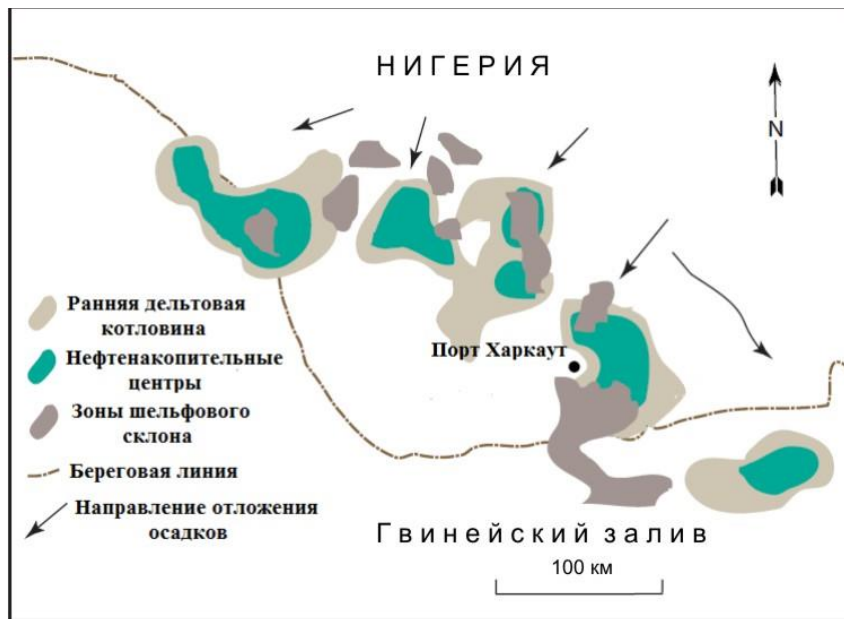 НИГЕРИЯ
N
Ранняя дельтовая
котловина
Нефтенакопительные
центры
Зоны шельфового
склона
Береговая линия
Направление отложения
осадков
Порт Харкаут
Гвинейский залив
100 км